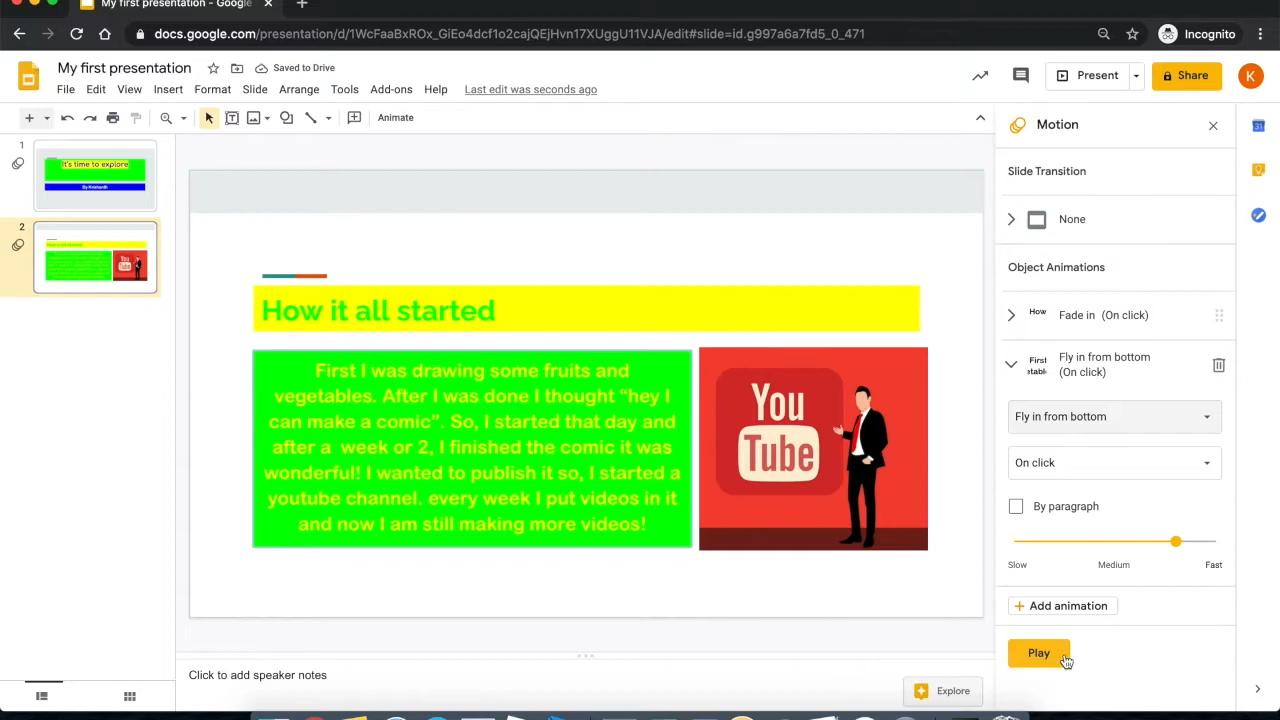 My first presentation - Google
docs.google.com/presentation/d/1WcFaaBxROx_GiEo4dcf1o2cajQEjHvn17XUggU11VJA/edit#slide=id.g997a6a7fd5_0_471
Incognito
My first presentation
Saved to Drive
Present
Share
K
File Edit View Insert Format Slide Arrange Tools Add-ons Help Last edit was seconds ago
Animate
1
It's time to explore
By Krishanth
2
How it all started
How it all started
First I was drawing some fruits and
vegetables. After I was done I thought “hey I
can make a comic”. So, I started that day and
after a week or 2, I finished the comic it was
wonderful! I wanted to publish it so, I started a
youtube channel. every week I put videos in it
and now I am still making more videos!
You
Tube
Click to add speaker notes
Explore
Motion
Slide Transition
None
Object Animations
How
Fade in (On click)
First
Fly in from bottom
(On click)
Fly in from bottom
On click
By paragraph
Slow Medium Fast
+ Add animation
Play
31